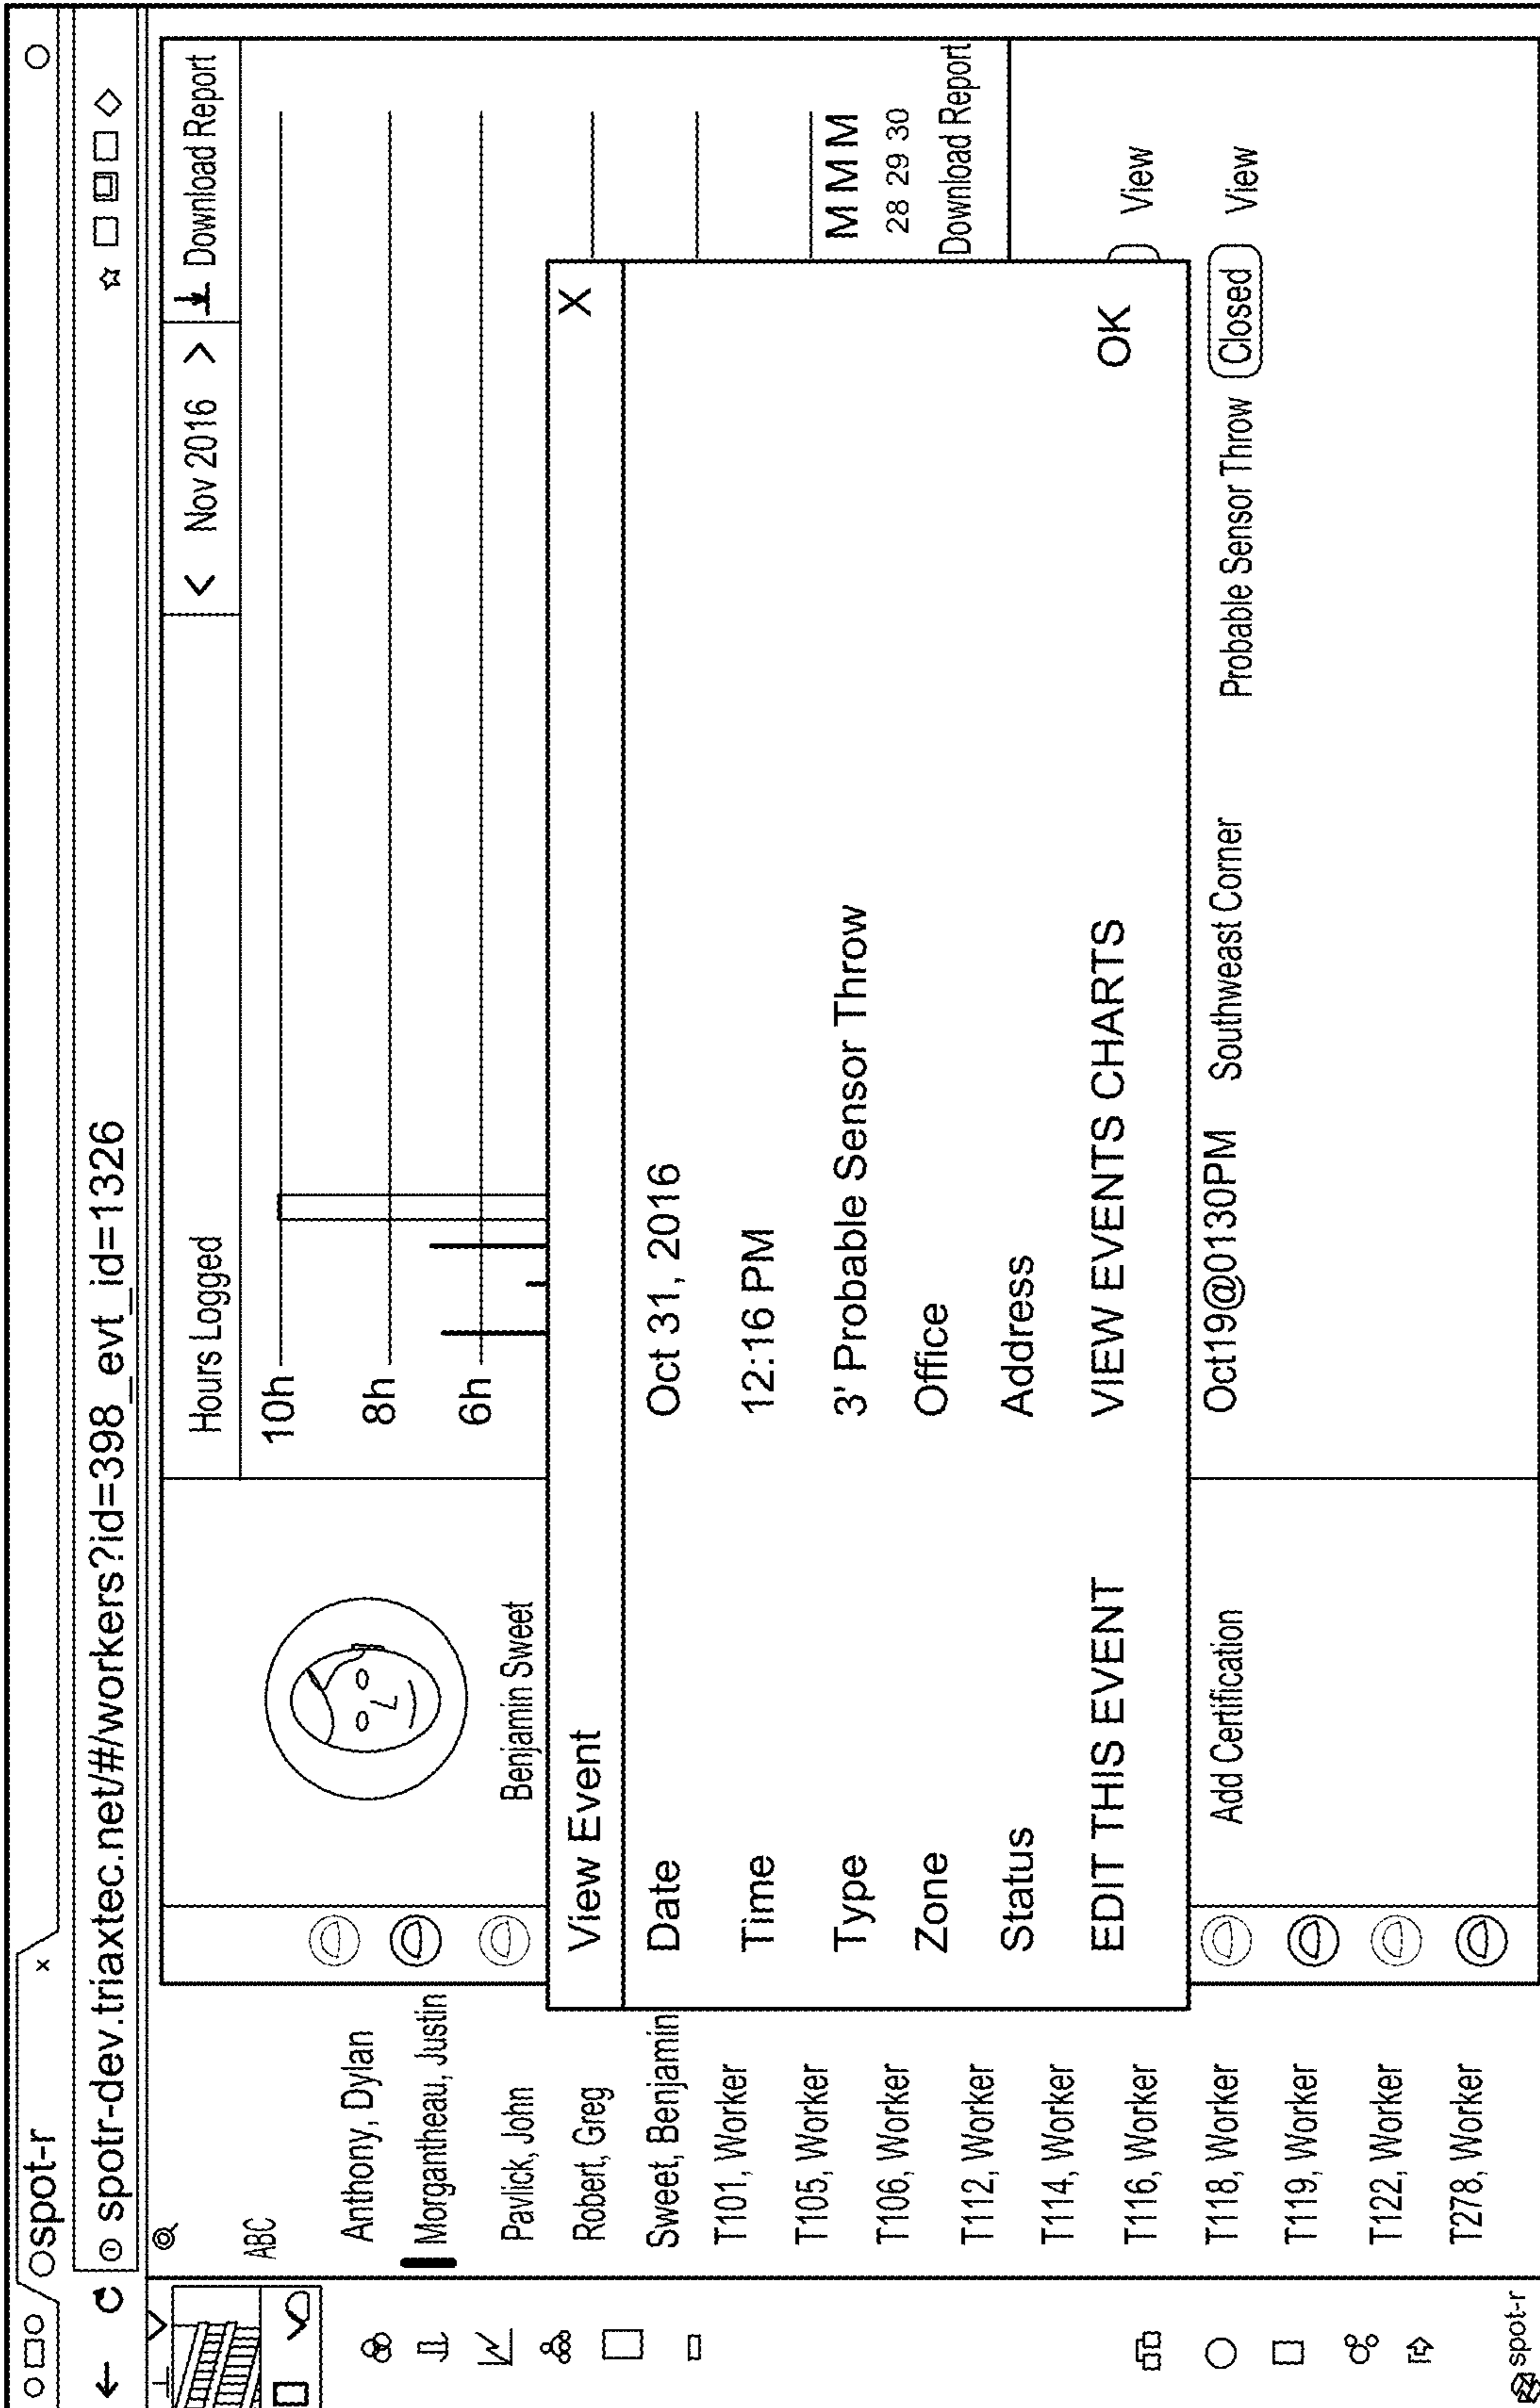 spot-r ×
spotr-dev.triaxtec.net/#/workers?id=398_evt_id=1326
ABC
Anthony, Dylan
Morgantheau, Justin
Pavlick, John
Robert, Greg
Sweet, Benjamin
T101, Worker
T105, Worker
T106, Worker
T112, Worker
T114, Worker
T116, Worker
T118, Worker
T119, Worker
T122, Worker
T278, Worker
spot-r
Benjamin Sweet
Hours Logged
< Nov 2016 >
Download Report
10h
8h
6h
M M M
28 29 30
Download Report
View Event X
Date Oct 31, 2016
Time 12:16 PM
Type 3' Probable Sensor Throw
Zone Office
Status Address
EDIT THIS EVENT VIEW EVENTS CHARTS OK
View
Add Certification
Oct19@0130PM Southweast Corner Probable Sensor Throw Closed View